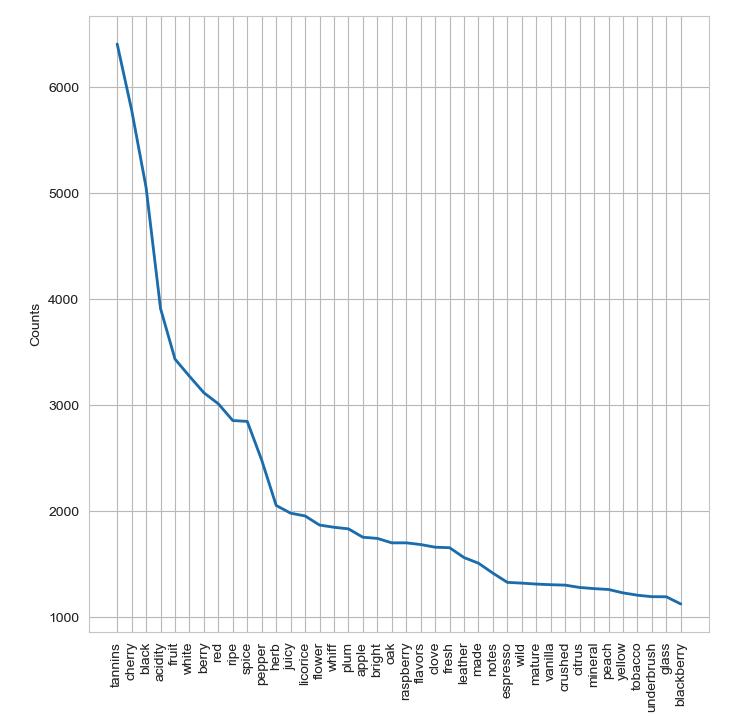 6000
5000
4000
3000
2000
1000
Counts
tannins
cherry
black
acidity
fruit
white
berry
red
ripe
spice
pepper
herb
juicy
licorice
flower
whiff
plum
apple
bright
oak
raspberry
flavors
clove
fresh
leather
made
notes
espresso
wild
mature
vanilla
crushed
citrus
mineral
peach
yellow
tobacco
underbrush
glass
blackberry